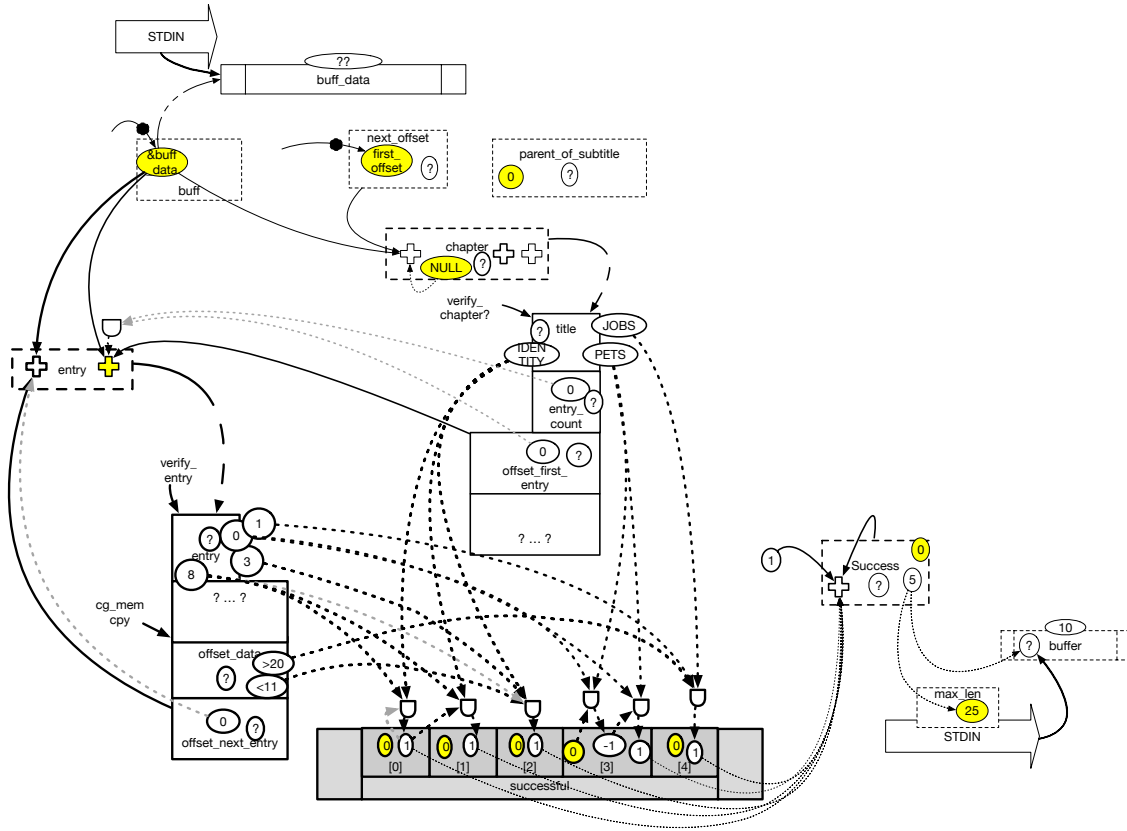 STDIN
??
buff_data
&buff_
data
buff
next_offset
first_
offset
?
parent_of_subtitle
0
?
chapter
NULL
?
verify_
chapter?
?
title
JOBS
IDEN
TITY
PETS
0
?
entry_
count
entry
0
?
offset_first_
entry
? ... ?
verify_
entry
?
0
1
entry
3
8
? ... ?
cg_mem
cpy
offset_data
>20
?
<11
0
?
offset_next_entry
0
1
0
1
0
1
0
-1
1
0
1
[0]
[1]
[2]
[3]
[4]
successful
1
0
Success
?
5
10
?
buffer
max_len
25
STDIN